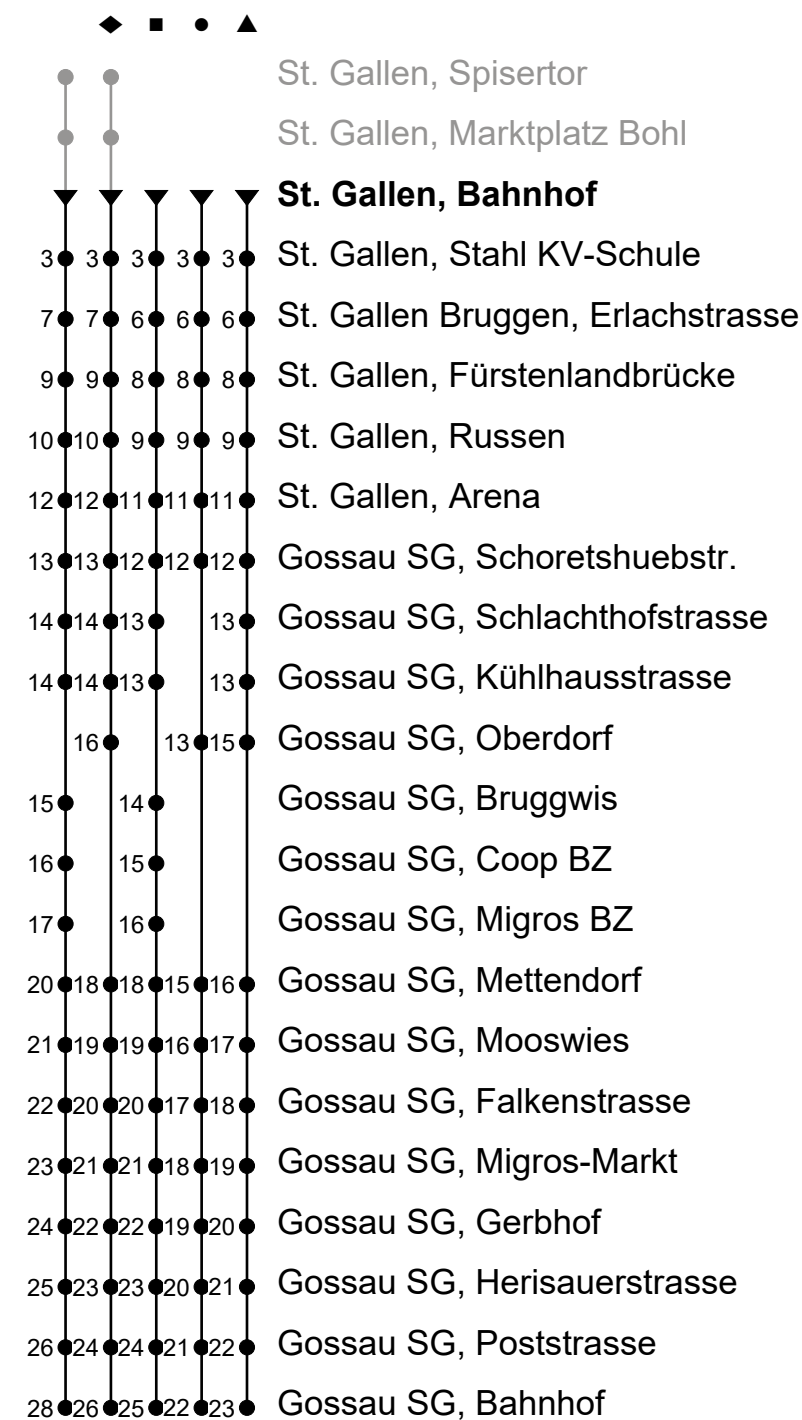 ◆ ■ ● ▲
St. Gallen, Spisertor
St. Gallen, Marktplatz Bohl
St. Gallen, Bahnhof
3 3 3 3 3 St. Gallen, Stahl KV-Schule
7 7 6 6 6 St. Gallen Bruggen, Erlachstrasse
9 9 8 8 8 St. Gallen, Fürstenlandbrücke
10 10 9 9 9 St. Gallen, Russen
12 12 11 11 11 St. Gallen, Arena
13 13 12 12 12 Gossau SG, Schoretshuebstr.
14 14 13 13 Gossau SG, Schlachthofstrasse
14 14 13 13 Gossau SG, Kühlhausstrasse
16 13 15 Gossau SG, Oberdorf
15 14 Gossau SG, Bruggwis
16 15 Gossau SG, Coop BZ
17 16 Gossau SG, Migros BZ
20 18 18 15 16 Gossau SG, Mettendorf
21 19 19 16 17 Gossau SG, Mooswies
22 20 20 17 18 Gossau SG, Falkenstrasse
23 21 21 18 19 Gossau SG, Migros-Markt
24 22 22 19 20 Gossau SG, Gerbhof
25 23 23 20 21 Gossau SG, Herisauerstrasse
26 24 24 21 22 Gossau SG, Poststrasse
28 26 25 22 23 Gossau SG, Bahnhof